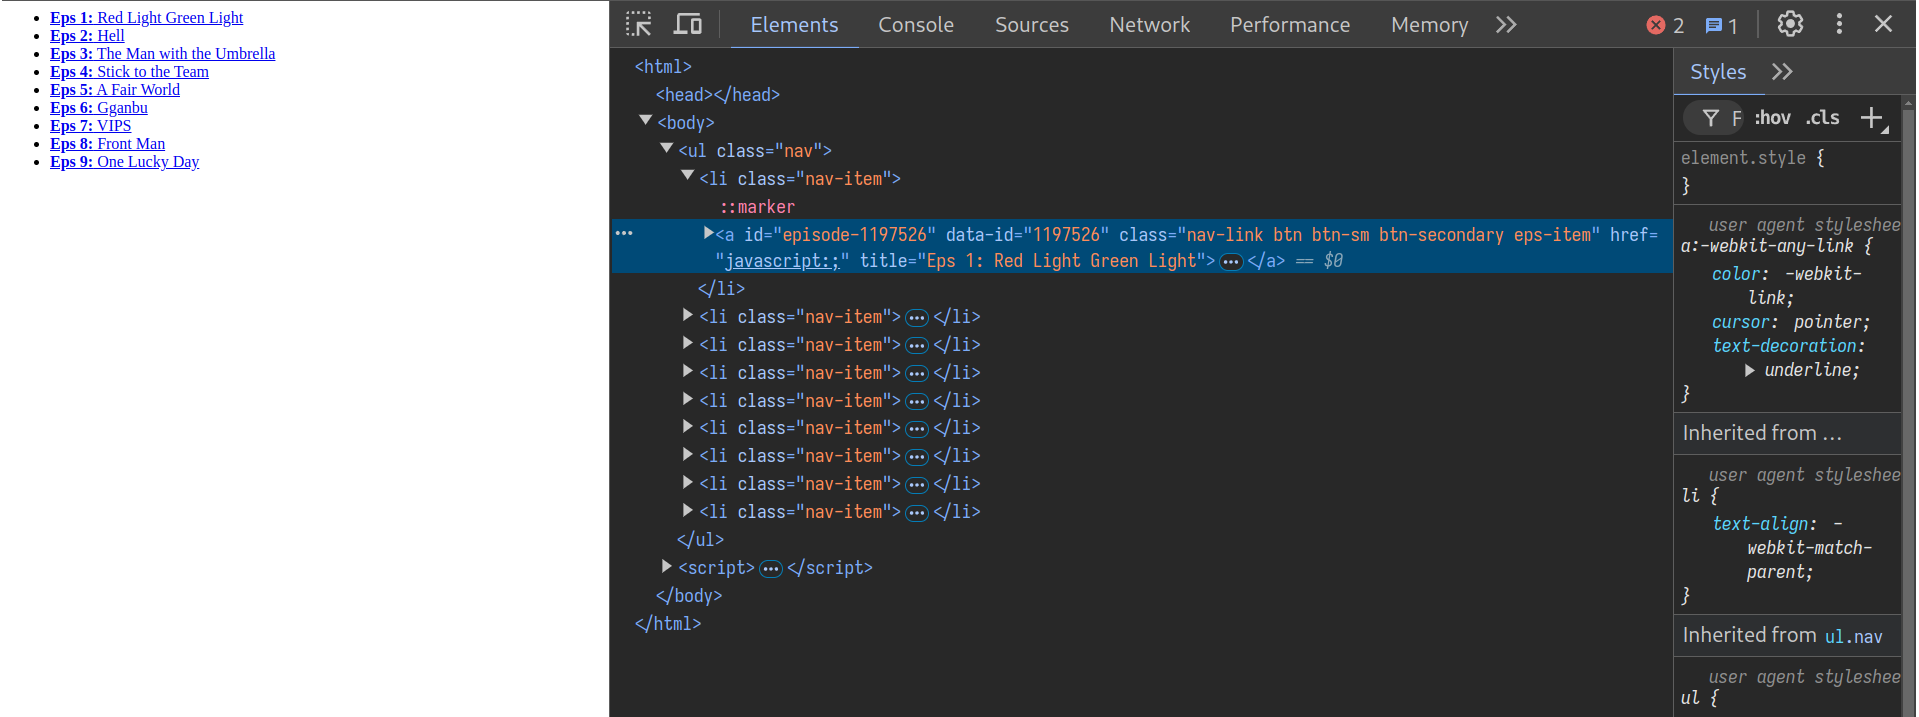 Eps 1: Red Light Green Light
Eps 2: Hell
Eps 3: The Man with the Umbrella
Eps 4: Stick to the Team
Eps 5: A Fair World
Eps 6: Gganbu
Eps 7: VIPS
Eps 8: Front Man
Eps 9: One Lucky Day
Elements Console Sources Network Performance Memory 2 1
<html>
<head></head>
<body>
<ul class="nav">
<li class="nav-item">
::marker
<a id="episode-1197526" data-id="1197526" class="nav-link btn btn-sm btn-secondary eps-item" href=
"javascript:;" title="Eps 1: Red Light Green Light"></a> == $0
</li>
<li class="nav-item"></li>
<li class="nav-item"></li>
<li class="nav-item"></li>
<li class="nav-item"></li>
<li class="nav-item"></li>
<li class="nav-item"></li>
<li class="nav-item"></li>
<li class="nav-item"></li>
</ul>
<script></script>
</body>
</html>
Styles
F :hov .cls
element.style {
}
user agent styleshee
a:-webkit-any-link {
color: -webkit-
link;
cursor: pointer;
text-decoration:
underline;
}
Inherited from ...
user agent styleshee
li {
text-align: -
webkit-match-
parent;
}
Inherited from ul.nav
user agent styleshee
ul {